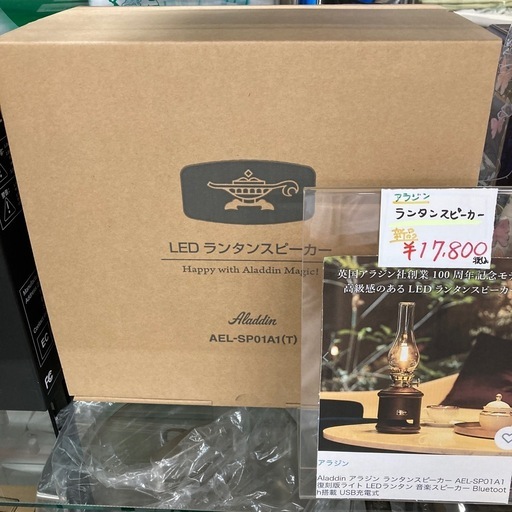 LED ランタンスピーカー
Happy with Aladdin Magic!
Aladdin
AEL-SP01A1(T)
アラジン
ランタンスピーカー
新品
¥17,800
税込
英国アラジン社創業 100 周年記念モデ
高級感のある LED ランタンスピーカ
アラジン
Aladdin アラジン ランタンスピーカー AEL-SP01A1
復刻版ライト LEDランタン 音楽スピーカー Bluetoot
h搭載 USB充電式